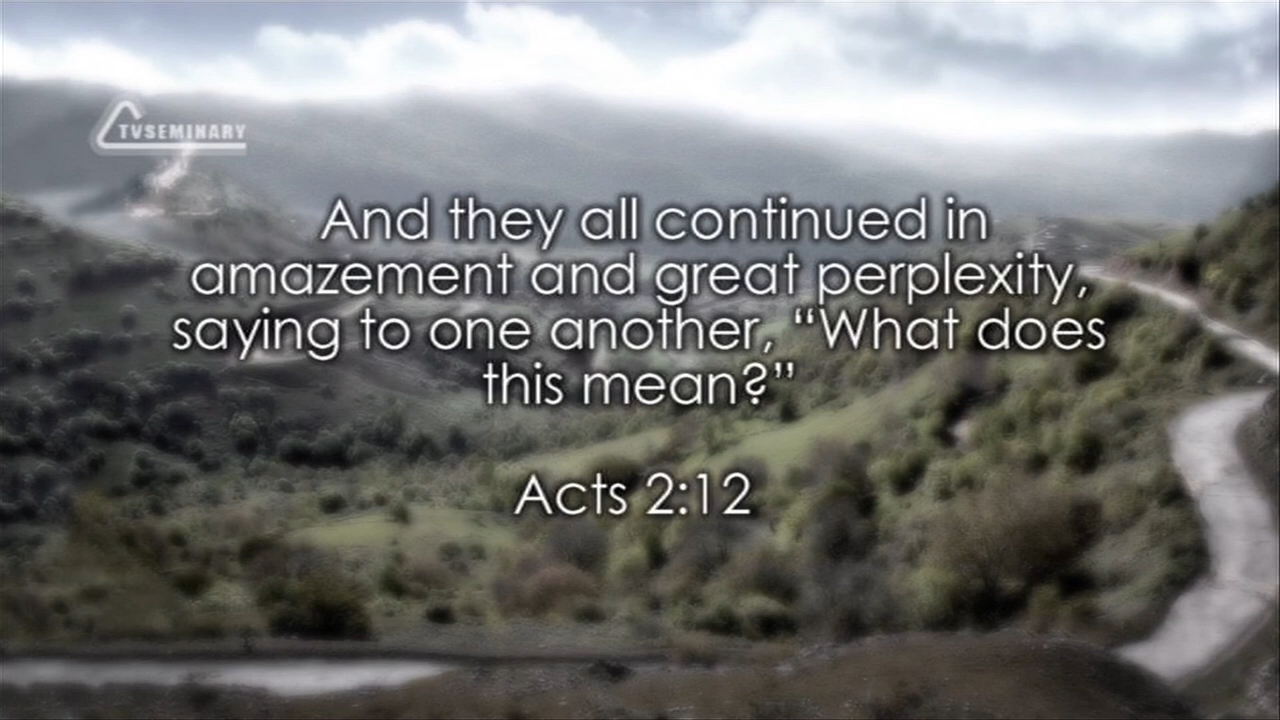 TVSEMINARY
And they all continued in
amazement and great perplexity,
saying to one another, “What does
this mean?”
Acts 2:12